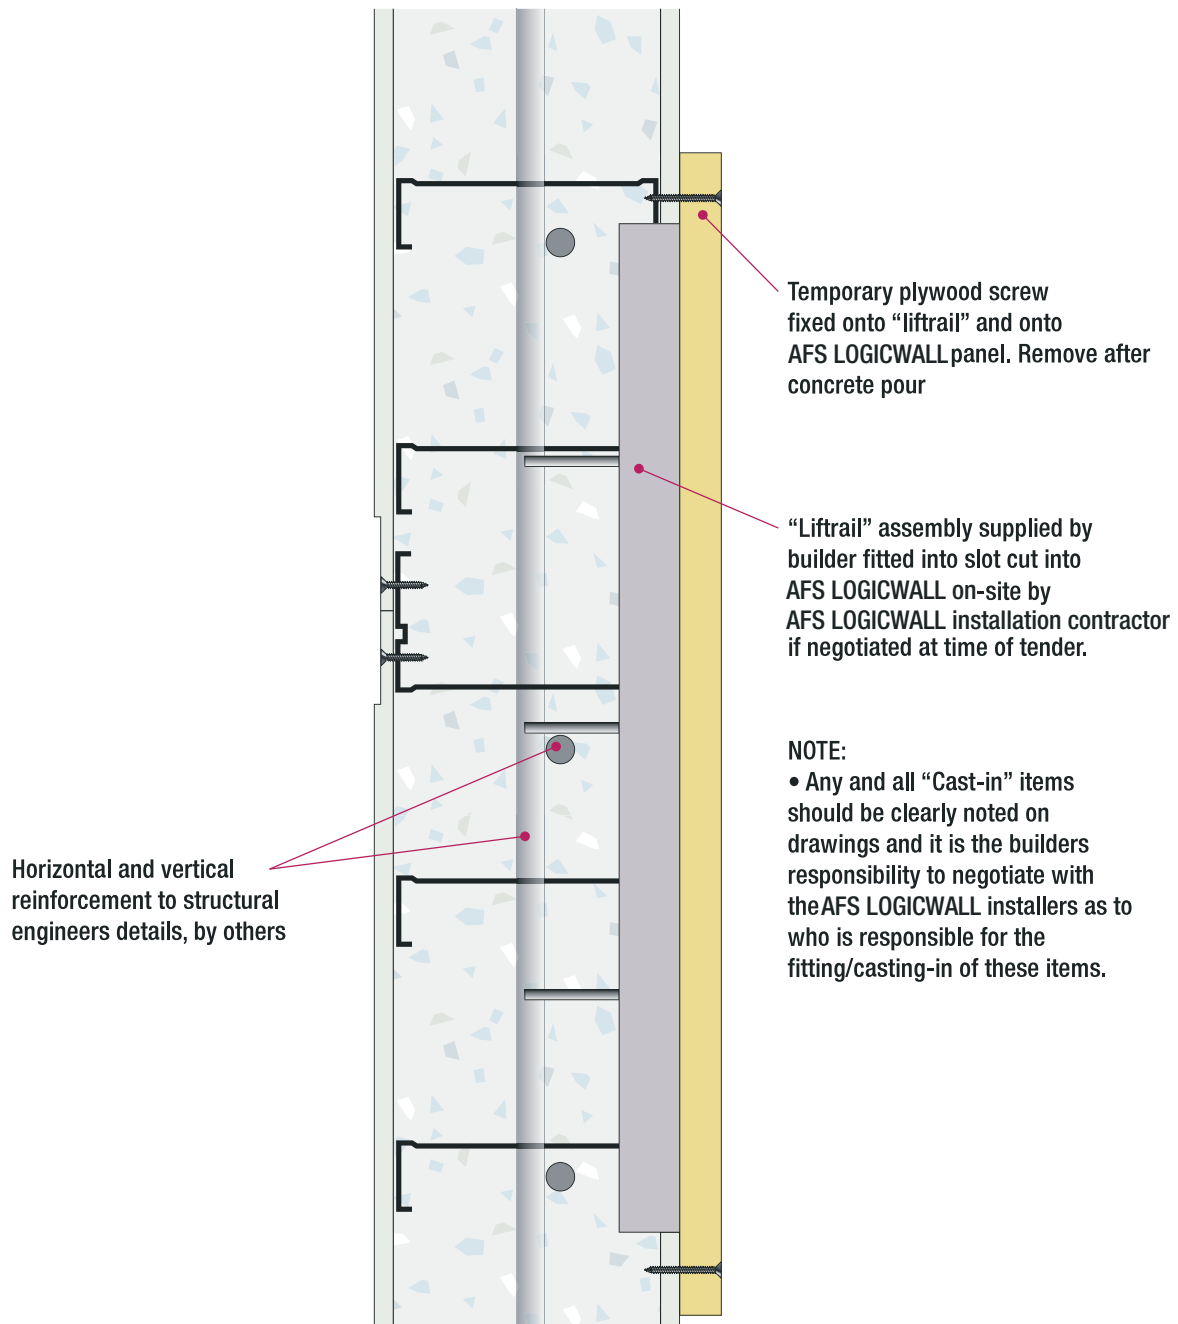 Temporary plywood screw
fixed onto “liftrail” and onto
AFS LOGICWALL panel. Remove after
concrete pour
“Liftrail” assembly supplied by
builder fitted into slot cut into
AFS LOGICWALL on-site by
AFS LOGICWALL installation contractor
if negotiated at time of tender.
NOTE:
• Any and all “Cast-in” items
should be clearly noted on
drawings and it is the builders
responsibility to negotiate with
the AFS LOGICWALL installers as to
who is responsible for the
fitting/casting-in of these items.
Horizontal and vertical
reinforcement to structural
engineers details, by others